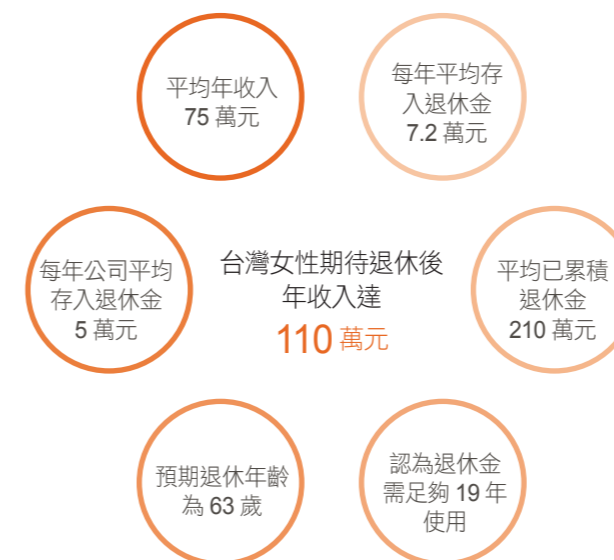 平均年收入
75 萬元
每年平均存
入退休金
7.2 萬元
每年公司平均
存入退休金
5 萬元
台灣女性期待退休後
年收入達
110 萬元
平均已累積
退休金
210 萬元
預期退休年齡
為 63 歲
認為退休金
需足夠 19 年
使用